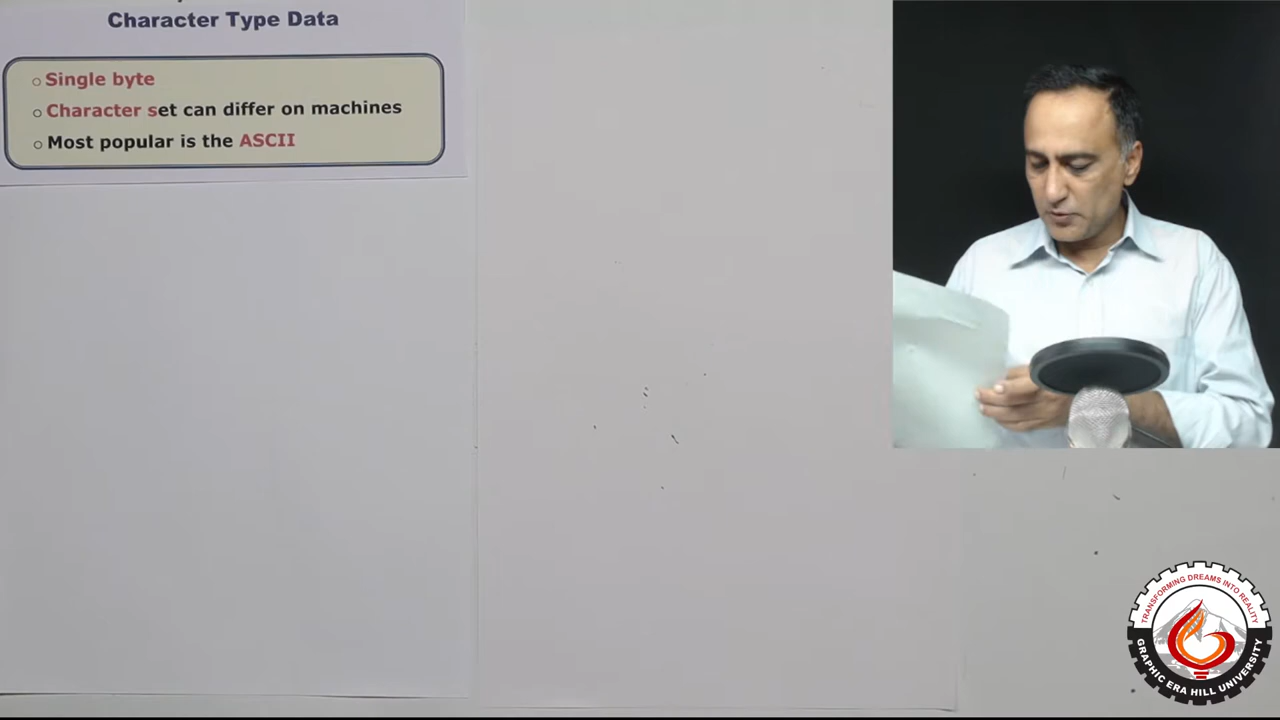 Character Type Data
Single byte
Character set can differ on machines
Most popular is the ASCII
TRANSFORMING DREAMS INTO REALITY
GRAPHIC ERA HILL UNIVERSITY